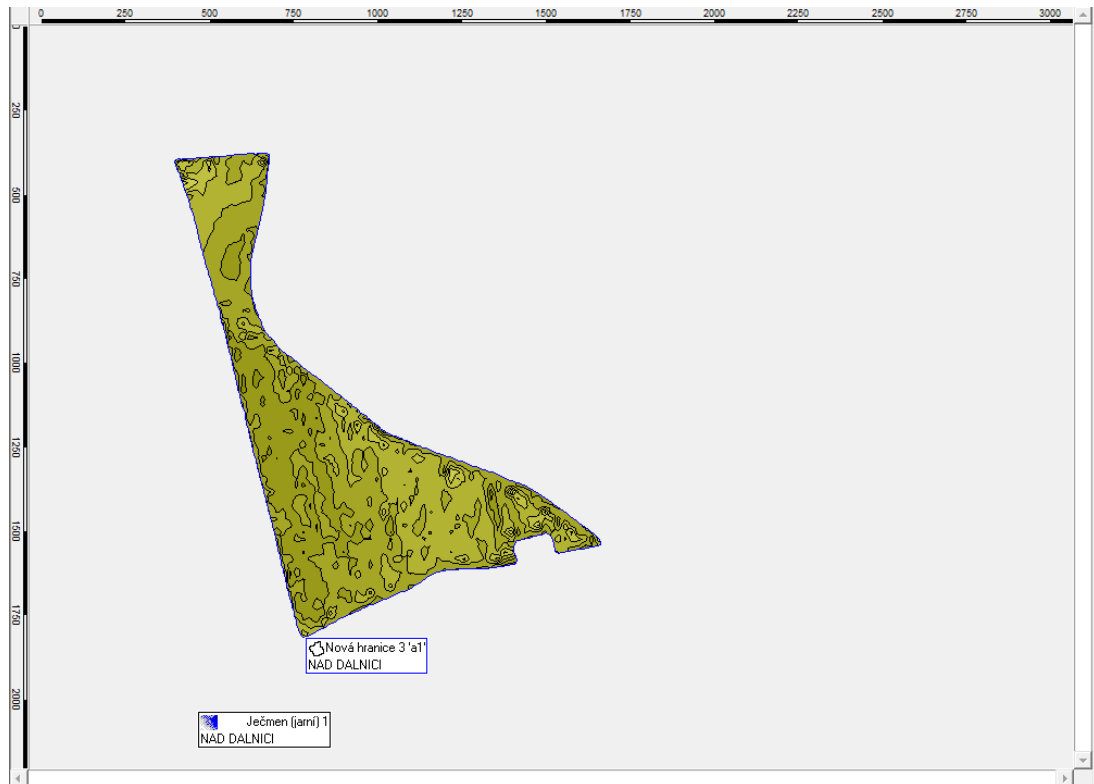 0 250 500 750 1000 1250 1500 1750 2000 2250 2500 2750 3000
0
250
500
750
1000
1250
1500
1750
2000
Nová hranice 3 'a1'
NAD DALNICI
Ječmen (jarní) 1
NAD DALNICI